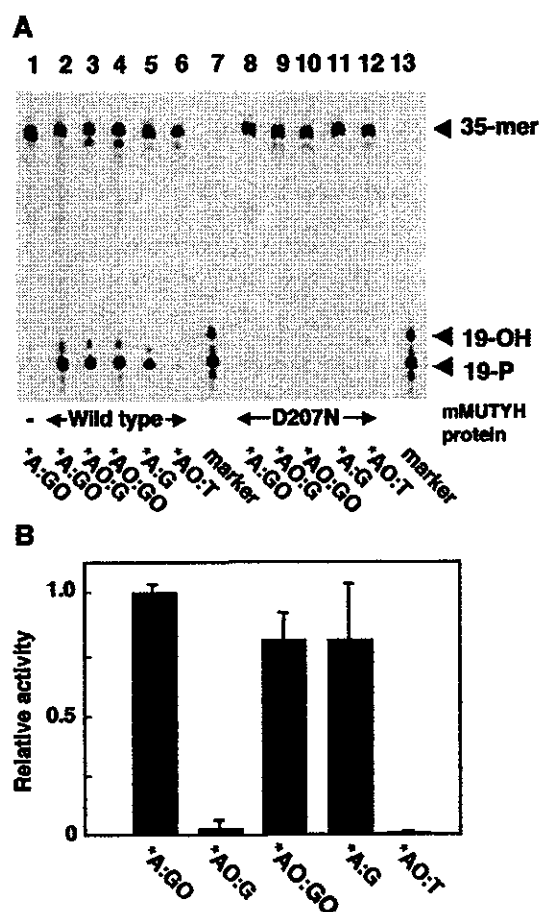 A
1 2 3 4 5 6 7 8 9 10 11 12 13
35-mer
19-OH
19-P
- Wild type D207N mMUTYH protein
*A:GO *A:GO *AO:G *AO:GO *A:G *AO:T marker *A:GO *AO:G *AO:GO *A:G *AO:T marker
B
Relative activity
1.0
0.5
0
*A:GO *AO:G *AO:GO *A:G *AO:T